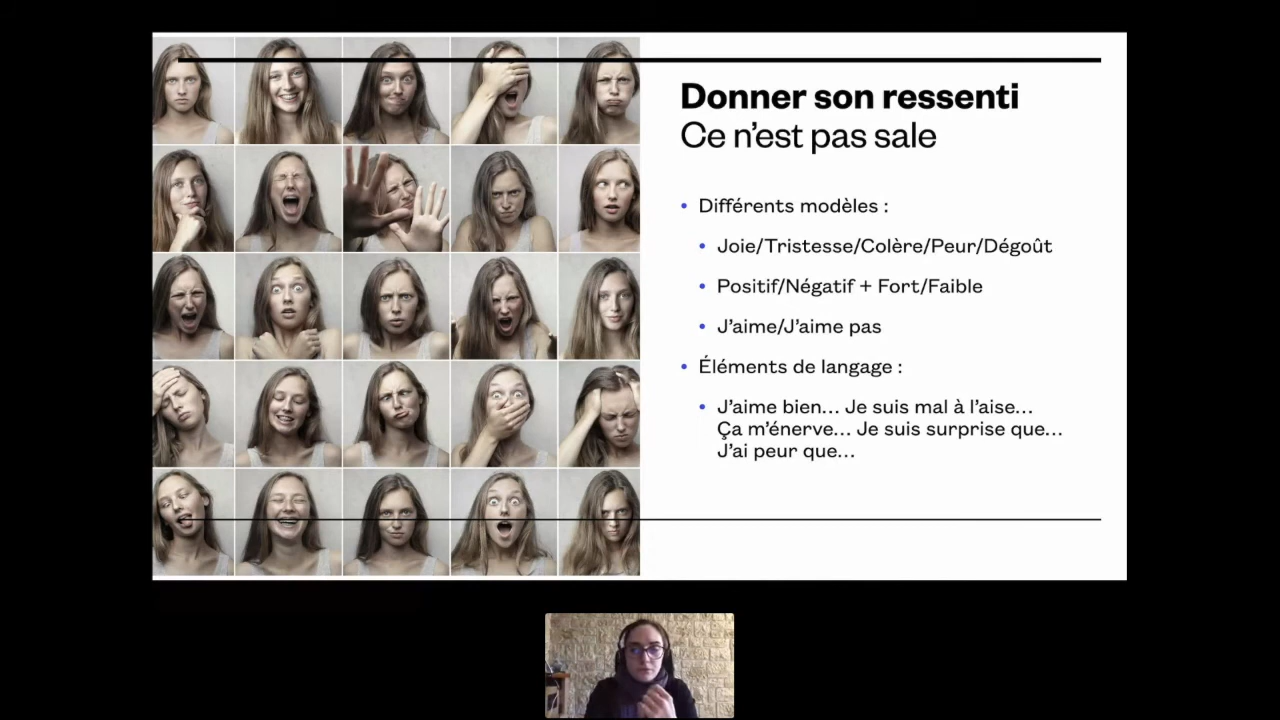 Donner son ressenti
Ce n’est pas sale
• Différents modèles :
• Joie/Tristesse/Colère/Peur/Dégoût
• Positif/Négatif + Fort/Faible
• J’aime/J’aime pas
• Éléments de langage :
• J’aime bien… Je suis mal à l’aise…
Ça m’énerve… Je suis surprise que…
J’ai peur que…